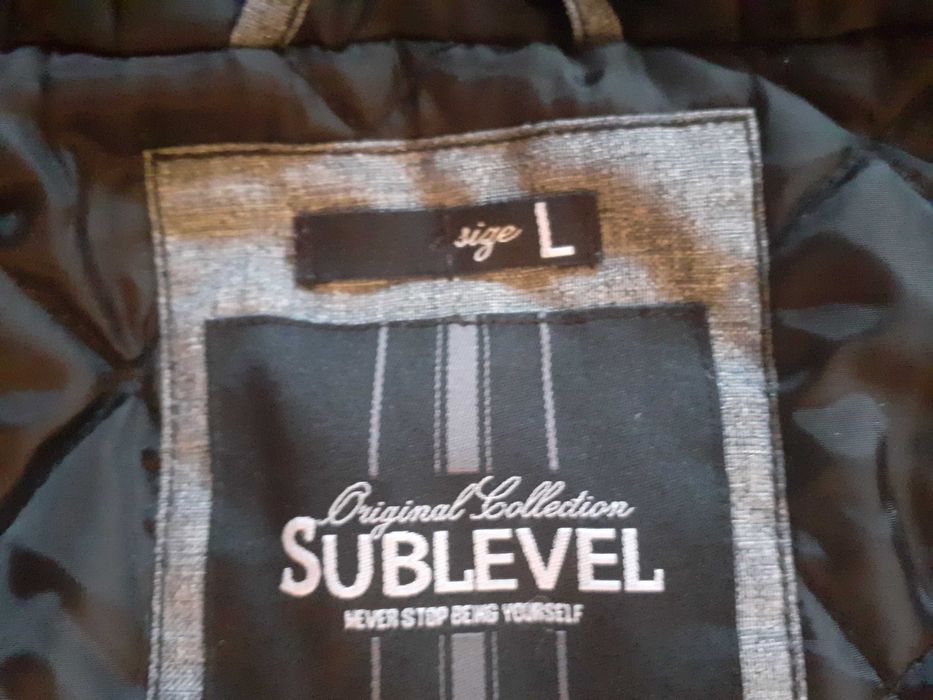 size L
Original Collection
SUBLEVEL
NEVER STOP BEING YOURSELF